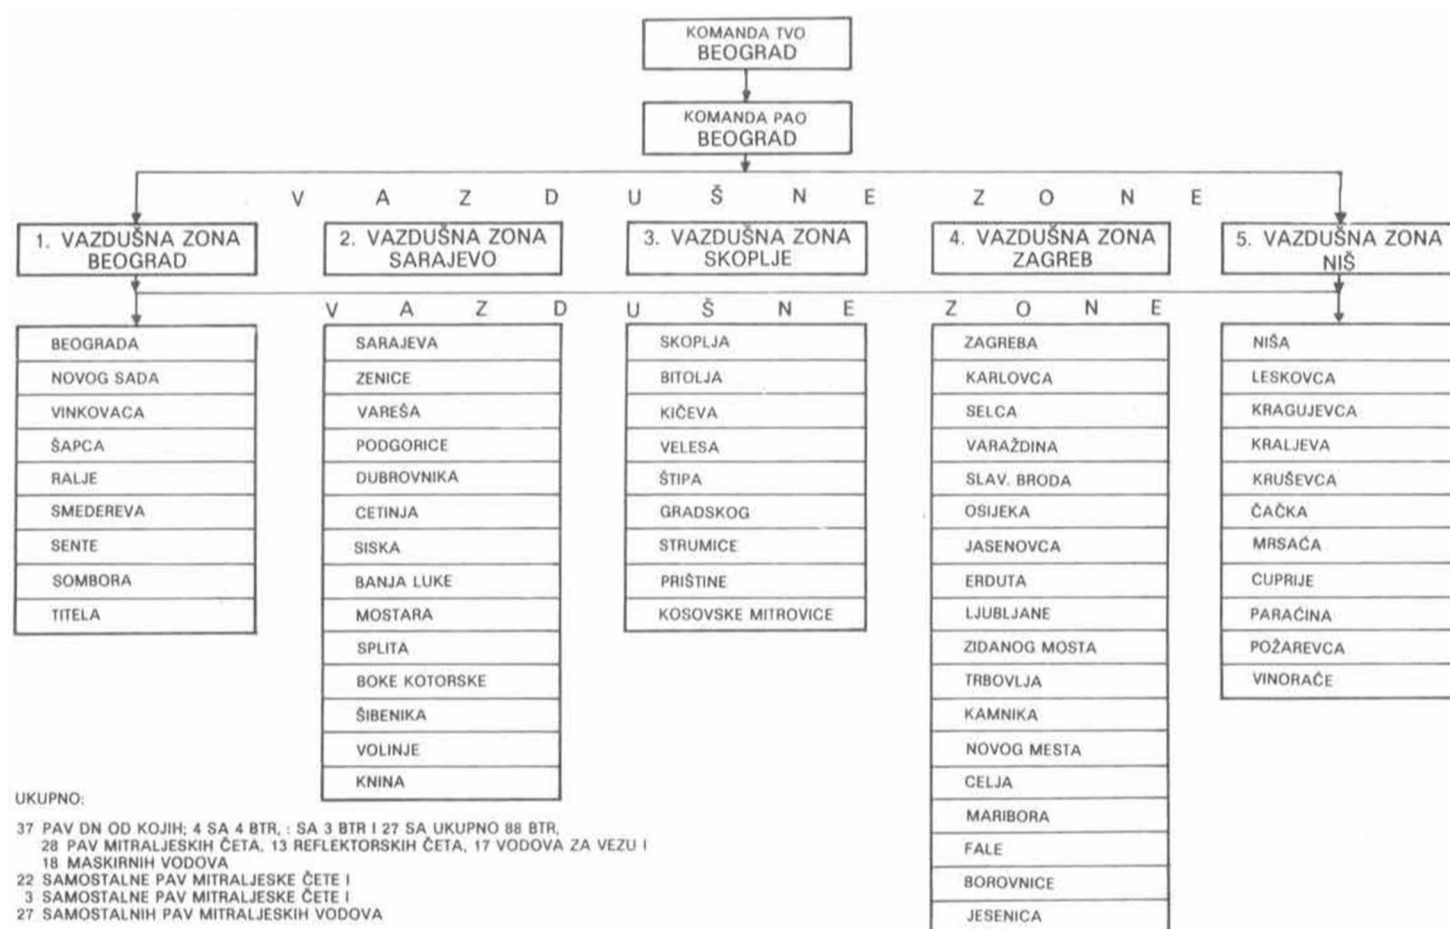 KOMANDA TVO
BEOGRAD
KOMANDA PAO
BEOGRAD
V A Z D U Š N E Z O N E
1. VAZDUŠNA ZONA
BEOGRAD
2. VAZDUŠNA ZONA
SARAJEVO
3. VAZDUŠNA ZONA
SKOPLJE
4. VAZDUŠNA ZONA
ZAGREB
5. VAZDUŠNA ZONA
NIŠ
V A Z D U Š N E Z O N E
BEOGRADA
NOVOG SADA
VINKOVACA
ŠAPCA
RALJE
SMEDEREVA
SENTE
SOMBORA
TITELA
SARAJEVA
ZENICE
VAREŠA
PODGORICE
DUBROVNIKA
CETINJA
SISKA
BANJA LUKE
MOSTARA
SPLITA
BOKE KOTORSKE
ŠIBENIKA
VOLINJE
KNINA
SKOPLJA
BITOLJA
KIČEVA
VELESA
ŠTIPA
GRADSKOG
STRUMICE
PRIŠTINE
KOSOVSKE MITROVICE
ZAGREBA
KARLOVCA
SELCA
VARAŽDINA
SLAV. BRODA
OSIJEKA
JASENOVCA
ERDUTA
LJUBLJANE
ZIDANOG MOSTA
TRBOVLJA
KAMNIKA
NOVOG MESTA
CELJA
MARIBORA
FALE
BOROVNICE
JESENICA
NIŠA
LESKOVCA
KRAGUJEVCA
KRALJEVA
KRUŠEVCA
ČAČKA
MRSAĆA
ĆUPRIJE
PARAĆINA
POŽAREVCA
VINORAČE
UKUPNO:
37 PAV DN OD KOJIH; 4 SA 4 BTR, : SA 3 BTR I 27 SA UKUPNO 88 BTR,
28 PAV MITRALJESKIH ČETA, 13 REFLEKTORSKIH ČETA, 17 VODOVA ZA VEZU I
18 MASKIRNIH VODOVA
22 SAMOSTALNE PAV MITRALJESKE ČETE I
3 SAMOSTALNE PAV MITRALJESKE ČETE I
27 SAMOSTALNIH PAV MITRALJESKIH VODOVA